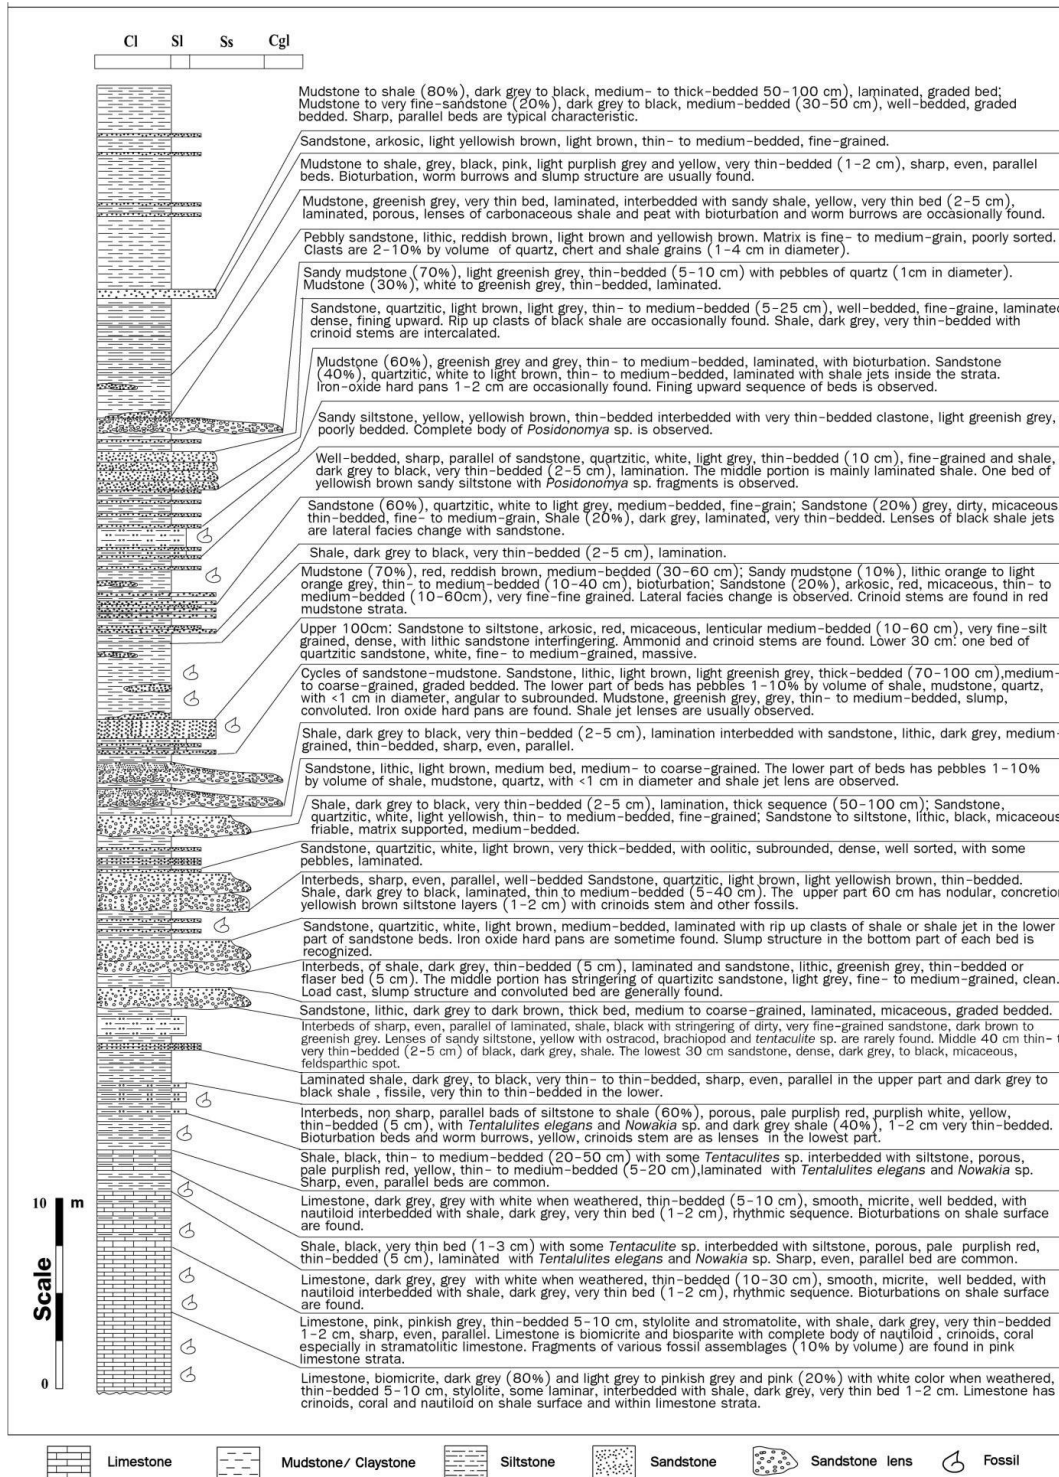 Cl Sl Ss Cgl
Mudstone to shale (80%), dark grey to black, medium- to thick-bedded 50-100 cm), laminated, graded bed;
Mudstone to very fine-sandstone (20%), dark grey to black, medium-bedded (30-50 cm), well-bedded, graded
bedded. Sharp, parallel beds are typical characteristic.
Sandstone, arkosic, light yellowish brown, light brown, thin- to medium-bedded, fine-grained.
Mudstone to shale, grey, black, pink, light purplish grey and yellow, very thin-bedded (1-2 cm), sharp, even, parallel
beds. Bioturbation, worm burrows and slump structure are usually found.
Mudstone, greenish grey, very thin bed, laminated, interbedded with sandy shale, yellow, very thin bed (2-5 cm),
laminated, porous, lenses of carbonaceous shale and peat with bioturbation and worm burrows are occasionally found.
Pebbly sandstone, lithic, reddish brown, light brown and yellowish brown. Matrix is fine- to medium-grain, poorly sorted.
Clasts are 2-10% by volume of quartz, chert and shale grains (1-4 cm in diameter).
Sandy mudstone (70%), light greenish grey, thin-bedded (5-10 cm) with pebbles of quartz (1cm in diameter).
Mudstone (30%), white to greenish grey, thin-bedded, laminated.
Sandstone, quartzitic, light brown, light grey, thin- to medium-bedded (5-25 cm), well-bedded, fine-graine, laminated
dense, fining upward. Rip up clasts of black shale are occasionally found. Shale, dark grey, very thin-bedded with
crinoid stems are intercalated.
Mudstone (60%), greenish grey and grey, thin- to medium-bedded, laminated, with bioturbation. Sandstone
(40%), quartzitic, white to light brown, thin- to medium-bedded, laminated with shale jets inside the strata.
Iron-oxide hard pans 1-2 cm are occasionally found. Fining upward sequence of beds is observed.
Sandy siltstone, yellow, yellowish brown, thin-bedded interbedded with very thin-bedded clastone, light greenish grey,
poorly bedded. Complete body of Posidonomya sp. is observed.
Well-bedded, sharp, parallel of sandstone, quartzitic, white, light grey, thin-bedded (10 cm), fine-grained and shale,
dark grey to black, very thin-bedded (2-5 cm), lamination. The middle portion is mainly laminated shale. One bed of
yellowish brown sandy siltstone with Posidonomya sp. fragments is observed.
Sandstone (60%), quartzitic, white to light grey, medium-bedded, fine-grain; Sandstone (20%) grey, dirty, micaceous
thin-bedded, fine- to medium-grain, Shale (20%), dark grey, laminated, very thin-bedded. Lenses of black shale jets
are lateral facies change with sandstone.
Shale, dark grey to black, very thin-bedded (2-5 cm), lamination.
Mudstone (70%), red, reddish brown, medium-bedded (30-60 cm); Sandy mudstone (10%), lithic orange to light
orange grey, thin- to medium-bedded (10-40 cm), bioturbation; Sandstone (20%), arkosic, red, micaceous, thin- to
medium-bedded (10-60cm), very fine-fine grained. Lateral facies change is observed. Crinoid stems are found in red
mudstone strata.
Upper 100cm: Sandstone to siltstone, arkosic, red, micaceous, lenticular medium-bedded (10-60 cm), very fine-silt
grained, dense, with lithic sandstone interfingering. Ammonid and crinoid stems are found. Lower 30 cm: one bed of
quartzitic sandstone, white, fine- to medium-grained, massive.
Cycles of sandstone-mudstone. Sandstone, lithic, light brown, light greenish grey, thick-bedded (70-100 cm),medium-
to coarse-grained, graded bedded. The lower part of beds has pebbles 1-10% by volume of shale, mudstone, quartz,
with <1 cm in diameter, angular to subrounded. Mudstone, greenish grey, grey, thin- to medium-bedded, slump,
convoluted. Iron oxide hard pans are found. Shale jet lenses are usually observed.
Shale, dark grey to black, very thin-bedded (2-5 cm), lamination interbedded with sandstone, lithic, dark grey, medium-
grained, thin-bedded, sharp, even, parallel.
Sandstone, lithic, light brown, medium bed, medium- to coarse-grained. The lower part of beds has pebbles 1-10%
by volume of shale, mudstone, quartz, with <1 cm in diameter and shale jet lens are observed.
Shale, dark grey to black, very thin-bedded (2-5 cm), lamination, thick sequence (50-100 cm); Sandstone,
quartzitic, white, light yellowish, thin- to medium-bedded, fine-grained; Sandstone to siltstone, lithic, black, micaceous
friable, matrix supported, medium-bedded.
Sandstone, quartzitic, white, light brown, very thick-bedded, with oolitic, subrounded, dense, well sorted, with some
pebbles, laminated.
Interbeds, sharp, even, parallel, well-bedded Sandstone, quartzitic, light brown, light yellowish brown, thin-bedded.
Shale, dark grey to black, laminated, thin to medium-bedded (5-40 cm). The upper part 60 cm has nodular, concretion
yellowish brown siltstone layers (1-2 cm) with crinoids stem and other fossils.
Sandstone, quartzitic, white, light brown, medium-bedded, laminated with rip up clasts of shale or shale jet in the lower
part of sandstone beds. Iron oxide hard pans are sometime found. Slump structure in the bottom part of each bed is
recognized.
Interbeds, of shale, dark grey, thin-bedded (5 cm), laminated and sandstone, lithic, greenish grey, thin-bedded or
flaser bed (5 cm). The middle portion has stringering of quartizitc sandstone, light grey, fine- to medium-grained, clean.
Load cast, slump structure and convoluted bed are generally found.
Sandstone, lithic, dark grey to dark brown, thick bed, medium to coarse-grained, laminated, micaceous, graded bedded.
Interbeds of sharp, even, parallel of laminated, shale, black with stringering of dirty, very fine-grained sandstone, dark brown to
greenish grey. Lenses of sandy siltstone, yellow with ostracod, brachiopod and tentaculite sp. are rarely found. Middle 40 cm thin-
very thin-bedded (2-5 cm) of black, dark grey, shale. The lowest 30 cm sandstone, dense, dark grey, to black, micaceous,
feldsparthic spot.
Laminated shale, dark grey, to black, very thin- to thin-bedded, sharp, even, parallel in the upper part and dark grey to
black shale , fissile, very thin to thin-bedded in the lower.
Interbeds, non sharp, parallel bads of siltstone to shale (60%), porous, pale purplish red, purplish white, yellow,
thin-bedded (5 cm), with Tentalulites elegans and Nowakia sp. and dark grey shale (40%), 1-2 cm very thin-bedded.
Bioturbation beds and worm burrows, yellow, crinoids stem are as lenses in the lowest part.
Shale, black, thin- to medium-bedded (20-50 cm) with some Tentaculites sp. interbedded with siltstone, porous,
pale purplish red, yellow, thin- to medium-bedded (5-20 cm),laminated with Tentalulites elegans and Nowakia sp.
Sharp, even, parallel beds are common.
Limestone, dark grey, grey with white when weathered, thin-bedded (5-10 cm), smooth, micrite, well bedded, with
nautiloid interbedded with shale, dark grey, very thin bed (1-2 cm), rhythmic sequence. Bioturbations on shale surface
are found.
Shale, black, very thin bed (1-3 cm) with some Tentaculite sp. interbedded with siltstone, porous, pale purplish red,
thin-bedded (5 cm), laminated with Tentalulites elegans and Nowakia sp. Sharp, even, parallel bed are common.
Limestone, dark grey, grey with white when weathered, thin-bedded (10-30 cm), smooth, micrite, well bedded, with
nautiloid interbedded with shale, dark grey, very thin bed (1-2 cm), rhythmic sequence. Bioturbations on shale surface
are found.
Limestone, pink, pinkish grey, thin-bedded 5-10 cm, stylolite and stromatolite, with shale, dark grey, very thin-bedded
1-2 cm, sharp, even, parallel. Limestone is biomicrite and biosparite with complete body of nautiloid , crinoids, coral
especially in stramatolitic limestone. Fragments of various fossil assemblages (10% by volume) are found in pink
limestone strata.
Limestone, biomicrite, dark grey (80%) and light grey to pinkish grey and pink (20%) with white color when weathered,
thin-bedded 5-10 cm, stylolite, some laminar, interbedded with shale, dark grey, very thin bed 1-2 cm. Limestone has
crinoids, coral and nautiloid on shale surface and within limestone strata.
10 m
Scale
0
Limestone
Mudstone/ Claystone
Siltstone
Sandstone
Sandstone lens
Fossil